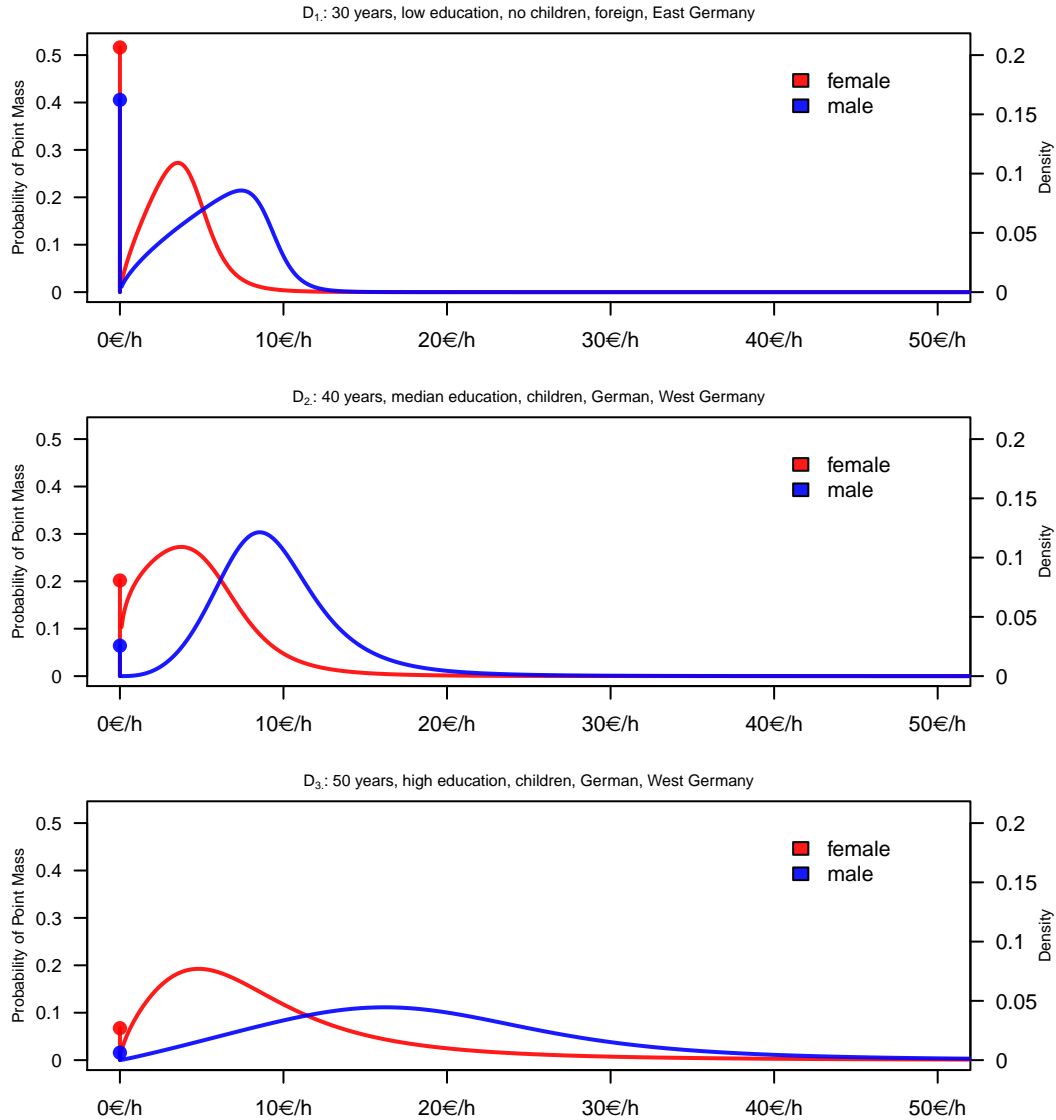 D1.: 30 years, low education, no children, foreign, East Germany
0.5
0.4
0.3
0.2
0.1
0
Probability of Point Mass
female
male
0.2
0.15
0.1
0.05
0
Density
0€/h 10€/h 20€/h 30€/h 40€/h 50€/h
D2.: 40 years, median education, children, German, West Germany
0.5
0.4
0.3
0.2
0.1
0
Probability of Point Mass
female
male
0.2
0.15
0.1
0.05
0
Density
0€/h 10€/h 20€/h 30€/h 40€/h 50€/h
D3.: 50 years, high education, children, German, West Germany
0.5
0.4
0.3
0.2
0.1
0
Probability of Point Mass
female
male
0.2
0.15
0.1
0.05
0
Density
0€/h 10€/h 20€/h 30€/h 40€/h 50€/h